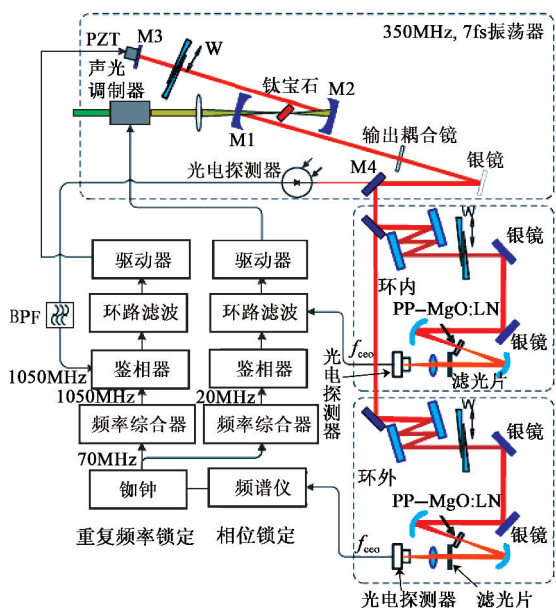 350MHz, 7fs振荡器
PZT
M3
W
声光
调制器
钛宝石
M2
M1
输出耦合镜
光电探测器
M4
银镜
W
银镜
驱动器
驱动器
环内
BPF
环路滤波
环路滤波
PP-MgO:LN
fceo
银镜
鉴相器
鉴相器
光电探测器
滤光片
1050MHz
1050MHz
20MHz
频率综合器
频率综合器
W
银镜
70MHz
环外
铷钟
频谱仪
PP-MgO:LN
重复频率锁定
相位锁定
fceo
银镜
光电探测器
滤光片